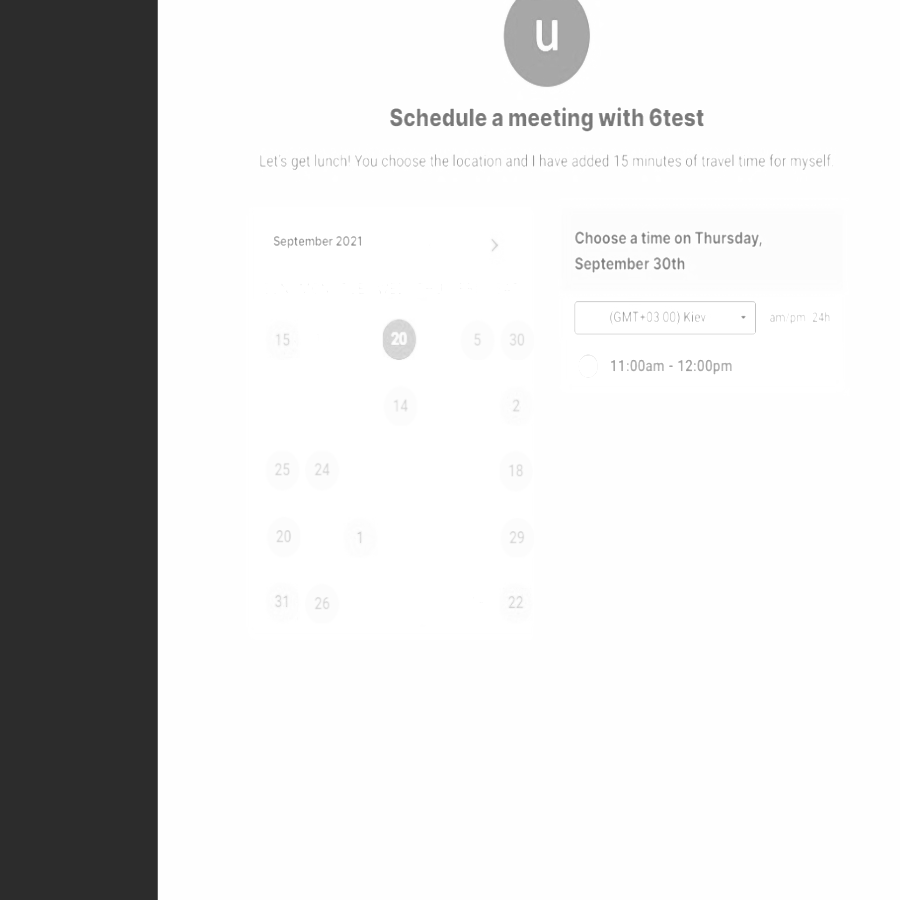 u
Schedule a meeting with 6test
Let's get lunch! You choose the location and I have added 15 minutes of travel time for myself.
September 2021
15 20 5 30
14 2
25 24 18
20 1 29
31 26 22
Choose a time on Thursday,
September 30th
(GMT+03:00) Kiev am/pm 24h
11:00am - 12:00pm